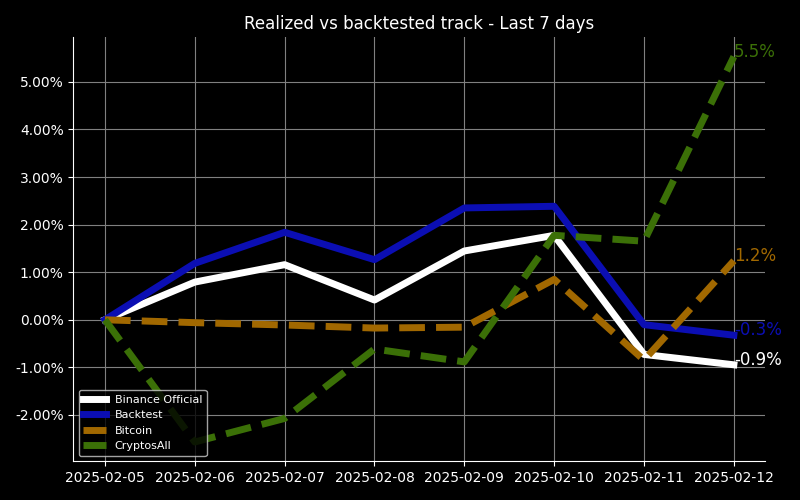 Realized vs backtested track - Last 7 days
5.5%
5.00%
4.00%
3.00%
2.00%
1.2%
1.00%
0.00%
-0.3%
-0.9%
-1.00%
-2.00%
Binance Official
Backtest
Bitcoin
CryptosAll
2025-02-05 2025-02-06 2025-02-07 2025-02-08 2025-02-09 2025-02-10 2025-02-11 2025-02-12